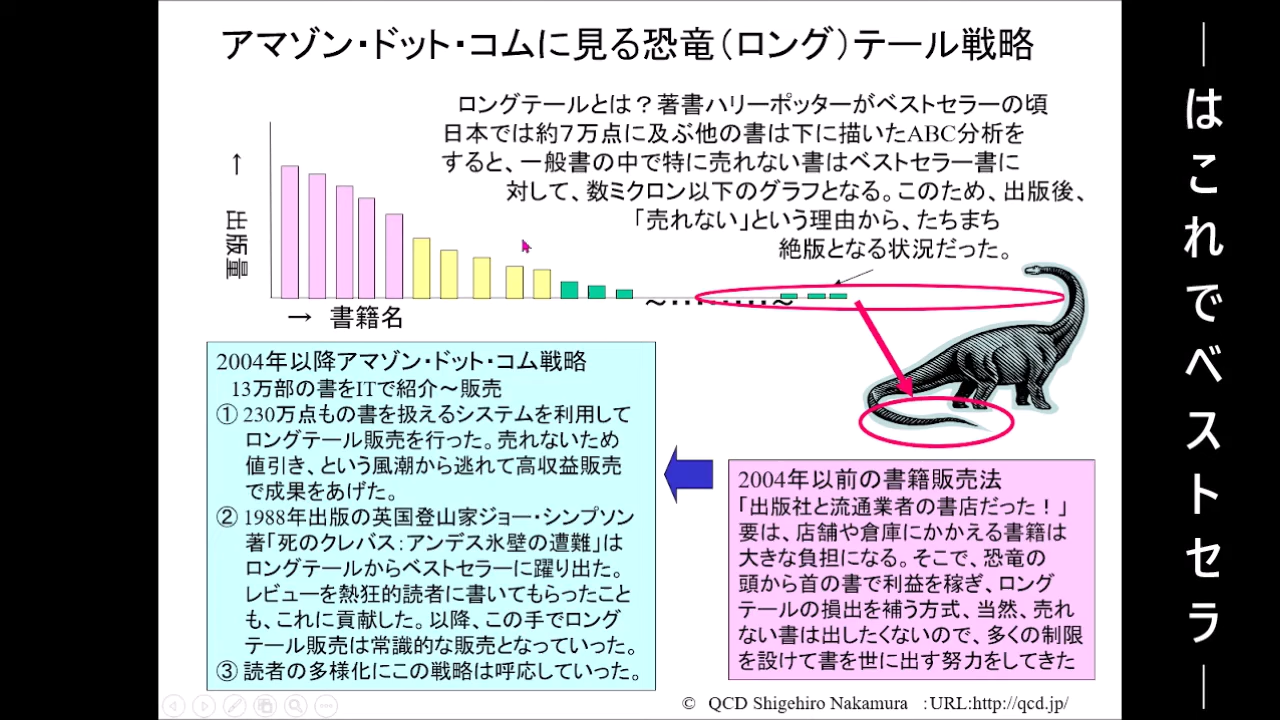 アマゾン・ドット・コムに見る恐竜（ロング）テール戦略
ロングテールとは？著書ハリーポッターがベストセラーの頃
日本では約７万点に及ぶ他の書は下に描いたABC分析を
すると、一般書の中で特に売れない書はベストセラー書に
対して、数ミクロン以下のグラフとなる。このため、出版後、
「売れない」という理由から、たちまち
絶版となる状況だった。
→ 出版量
～‥‥‥‥～
→ 書籍名
2004年以降アマゾン・ドット・コム戦略
13万部の書をITで紹介～販売
① 230万点もの書を扱えるシステムを利用して
ロングテール販売を行った。売れないため
値引き、という風潮から逃れて高収益販売
で成果をあげた。
② 1988年出版の英国登山家ジョー・シンプソン
著「死のクレバス：アンデス氷壁の遭難」は
ロングテールからベストセラーに躍り出た。
レビューを熱狂的読者に書いてもらったこと
も、これに貢献した。以降、この手でロング
テール販売は常識的な販売となっていった。
③ 読者の多様化にこの戦略は呼応していった。
2004年以前の書籍販売法
「出版社と流通業者の書店だった！」
要は、店舗や倉庫にかかえる書籍は
大きな負担になる。そこで、恐竜の
頭から首の書で利益を稼ぎ、ロング
テールの損出を補う方式、当然、売れ
ない書は出したくないので、多くの制限
を設けて書を世に出す努力をしてきた
© QCD Shigehiro Nakamura :URL:http://qcd.jp/
―はこれでベストセラ―